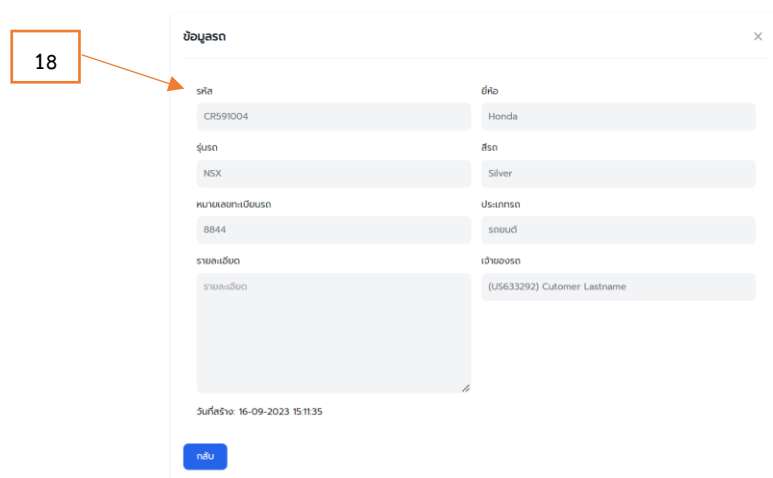 18
ข้อมูลรถ
รหัส
CR591004
ยี่ห้อ
Honda
รุ่นรถ
NSX
สีรถ
Silver
หมายเลขทะเบียนรถ
8844
ประเภทรถ
รถยนต์
รายละเอียด
รายละเอียด
เจ้าของรถ
(US633292) Cutomer Lastname
วันที่สร้าง: 16-09-2023 15:11:35
กลับ